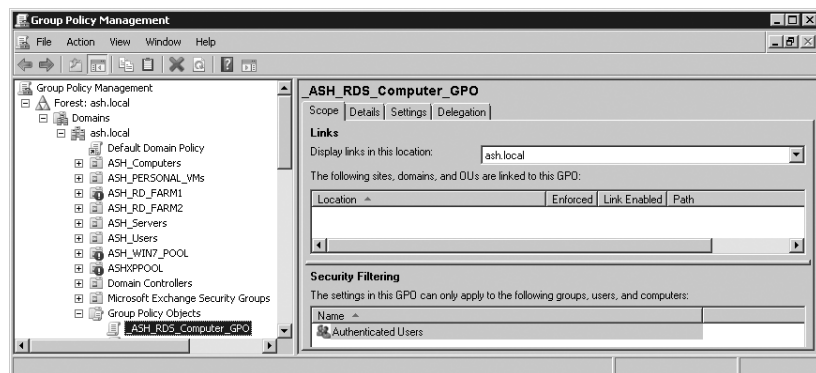 Group Policy Management
File Action View Window Help
Group Policy Management
Forest: ash.local
Domains
ash.local
Default Domain Policy
ASH_Computers
ASH_PERSONAL_VMs
ASH_RD_FARM1
ASH_RD_FARM2
ASH_Servers
ASH_Users
ASH_WIN7_POOL
ASHXPPOOL
Domain Controllers
Microsoft Exchange Security Groups
Group Policy Objects
_ASH_RDS_Computer_GPO
_ASH_RDS_Computer_GPO
Scope Details Settings Delegation
Links
Display links in this location: ash.local
The following sites, domains, and OUs are linked to this GPO:
Location Enforced Link Enabled Path
Security Filtering
The settings in this GPO can only apply to the following groups, users, and computers:
Name
Authenticated Users